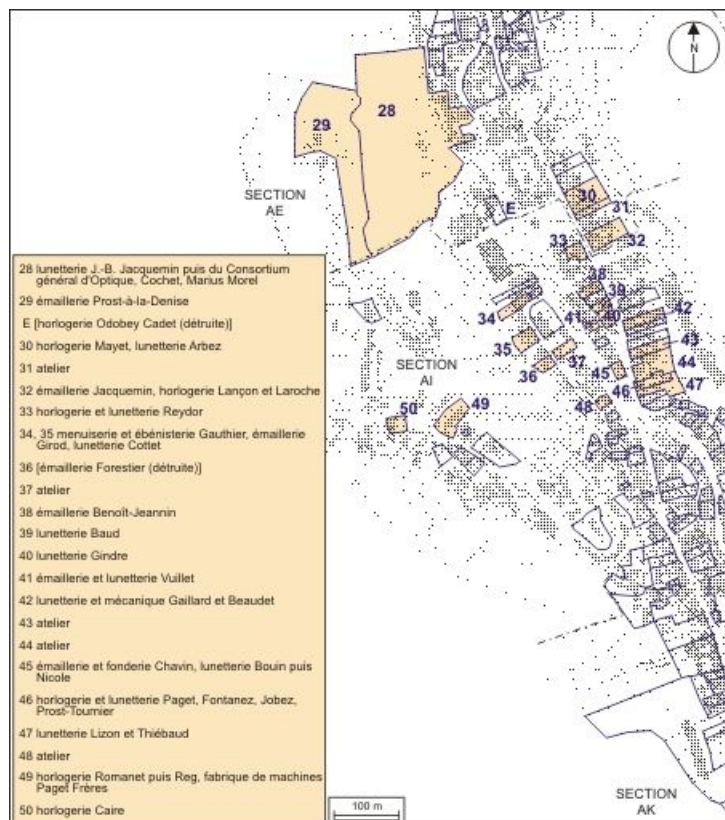 N
28
29
SECTION
AE
E
30
31
32
33
38
39
40
41
42
43
44
45
46
47
48
34
35
36
37
SECTION
AI
49
50
28 lunetterie J.-B. Jacquemin puis du Consortium
général d'Optique, Cochet, Marius Morel
29 émaillerie Prost-à-la-Denise
E [horlogerie Odobey Cadet (détruite)]
30 horlogerie Mayet, lunetterie Arbez
31 atelier
32 émaillerie Jacquemin, horlogerie Lançon et Laroche
33 horlogerie et lunetterie Reydor
34, 35 menuiserie et ébénisterie Gauthier, émaillerie
Girod, lunetterie Cottet
36 [émaillerie Forestier (détruite)]
37 atelier
38 émaillerie Benoît-Jeannin
39 lunetterie Baud
40 lunetterie Gindre
41 émaillerie et lunetterie Vuillet
42 lunetterie et mécanique Gaillard et Beaudet
43 atelier
44 atelier
45 émaillerie et fonderie Chavin, lunetterie Bouin puis
Nicole
46 horlogerie et lunetterie Paget, Fontanez, Jobez,
Prost-Tournier
47 lunetterie Lizon et Thiébaud
48 atelier
49 horlogerie Romanet puis Reg, fabrique de machines
Paget Frères
50 horlogerie Caire
100 m
SECTION
AK